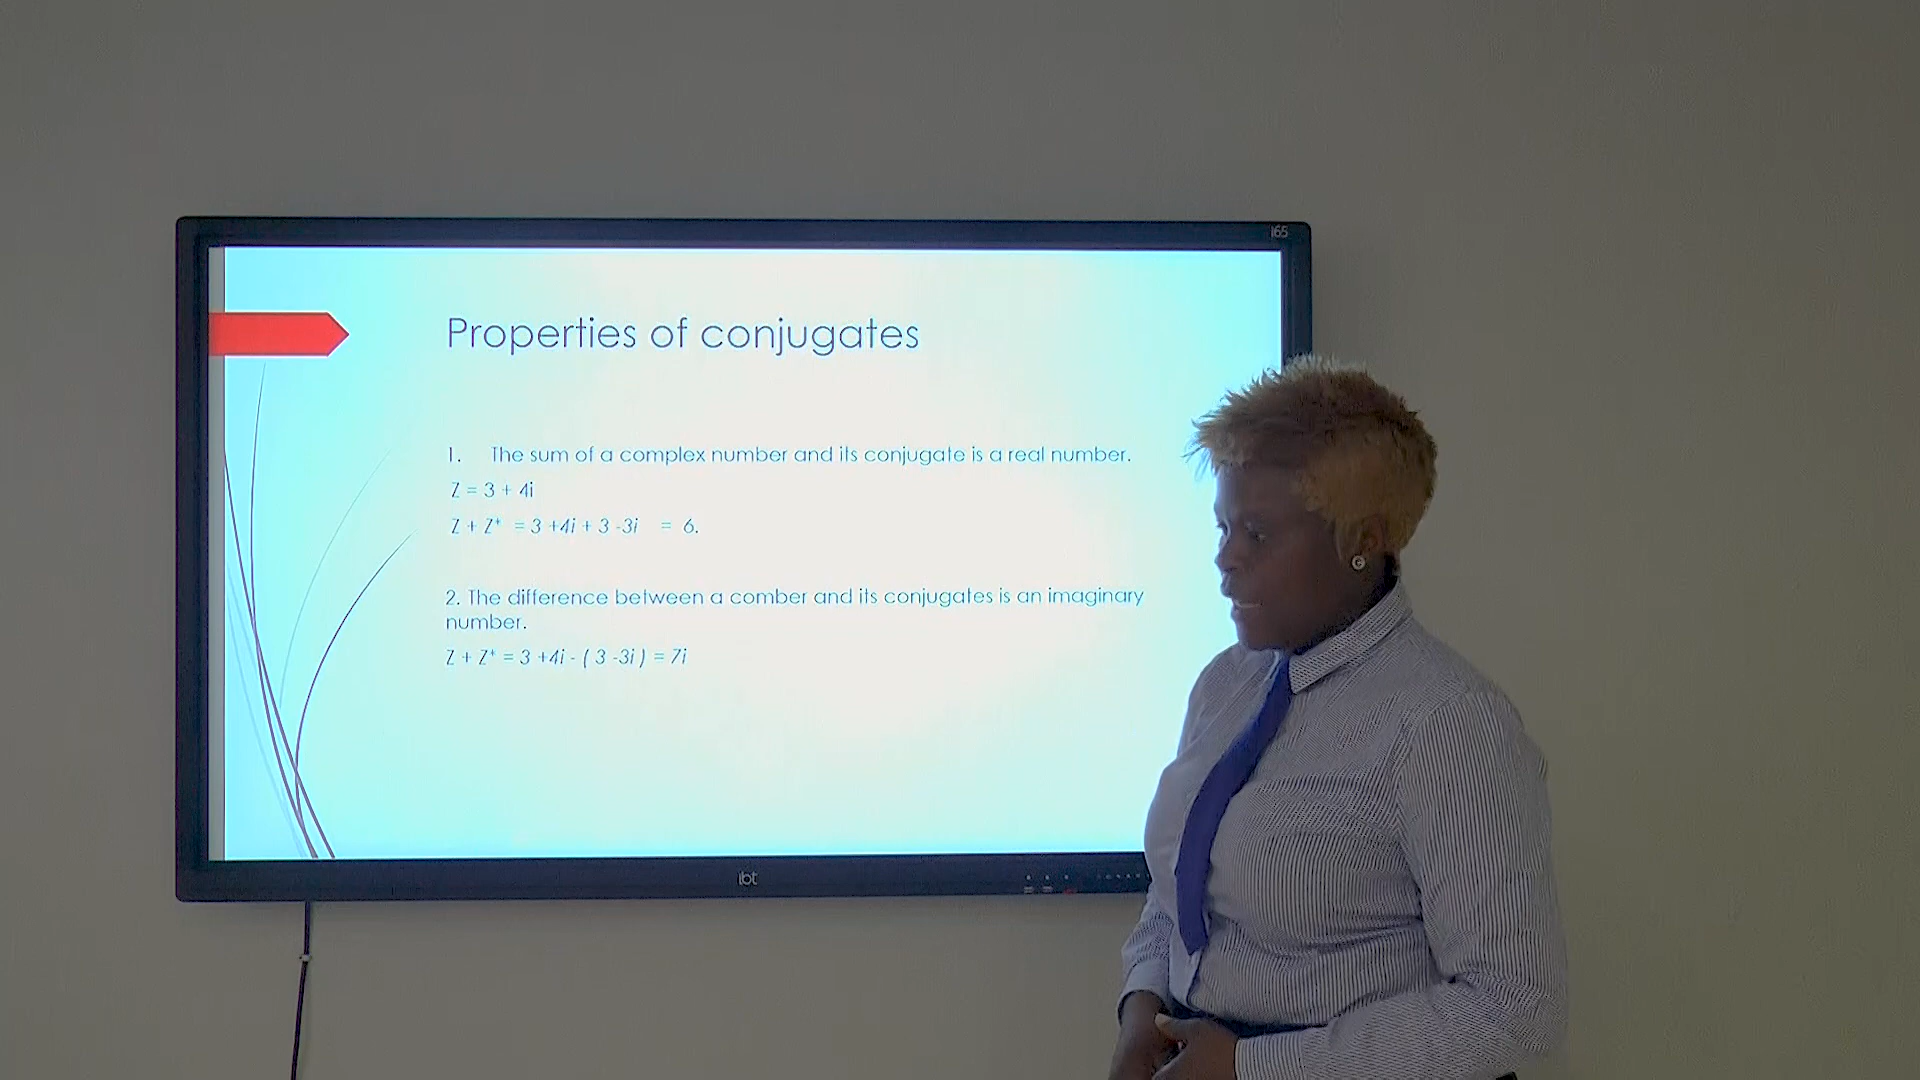 i65
Properties of conjugates
1. The sum of a complex number and its conjugate is a real number.
Z = 3 + 4i
Z + Z* = 3 +4i + 3 -3i = 6.
2. The difference between a comber and its conjugates is an imaginary
number.
Z + Z* = 3 +4i - ( 3 -3i ) = 7i
ibt